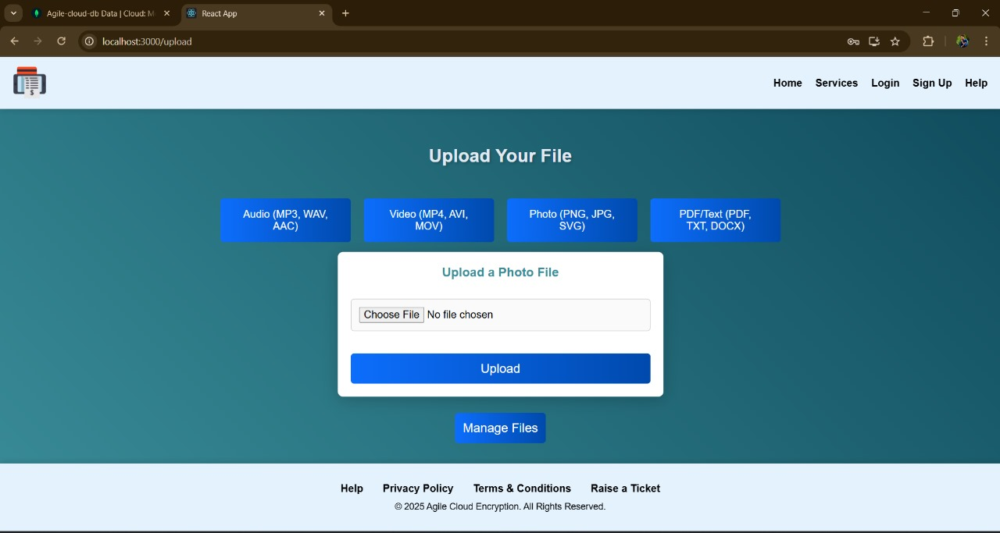 Agile-cloud-db Data | Cloud: M
React App
localhost:3000/upload
$
Home Services Login Sign Up Help
Upload Your File
Audio (MP3, WAV,
AAC)
Video (MP4, AVI,
MOV)
Photo (PNG, JPG,
SVG)
PDF/Text (PDF,
TXT, DOCX)
Upload a Photo File
Choose File No file chosen
Upload
Manage Files
Help Privacy Policy Terms & Conditions Raise a Ticket
© 2025 Agile Cloud Encryption. All Rights Reserved.